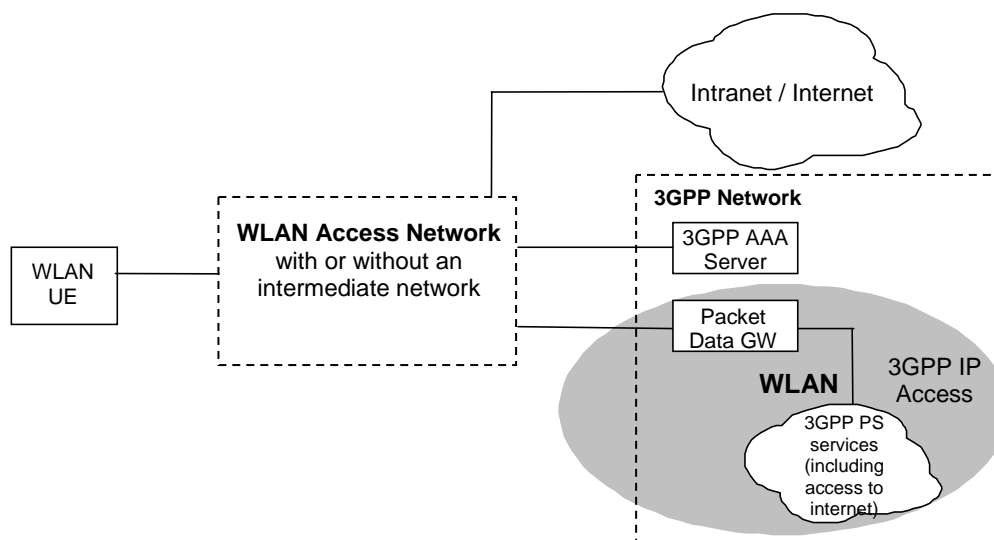 Intranet / Internet
3GPP Network
WLAN Access Network
with or without an
intermediate network
3GPP AAA
Server
WLAN
UE
Packet
Data GW
WLAN
3GPP IP
Access
3GPP PS
services
(including
access to
internet)